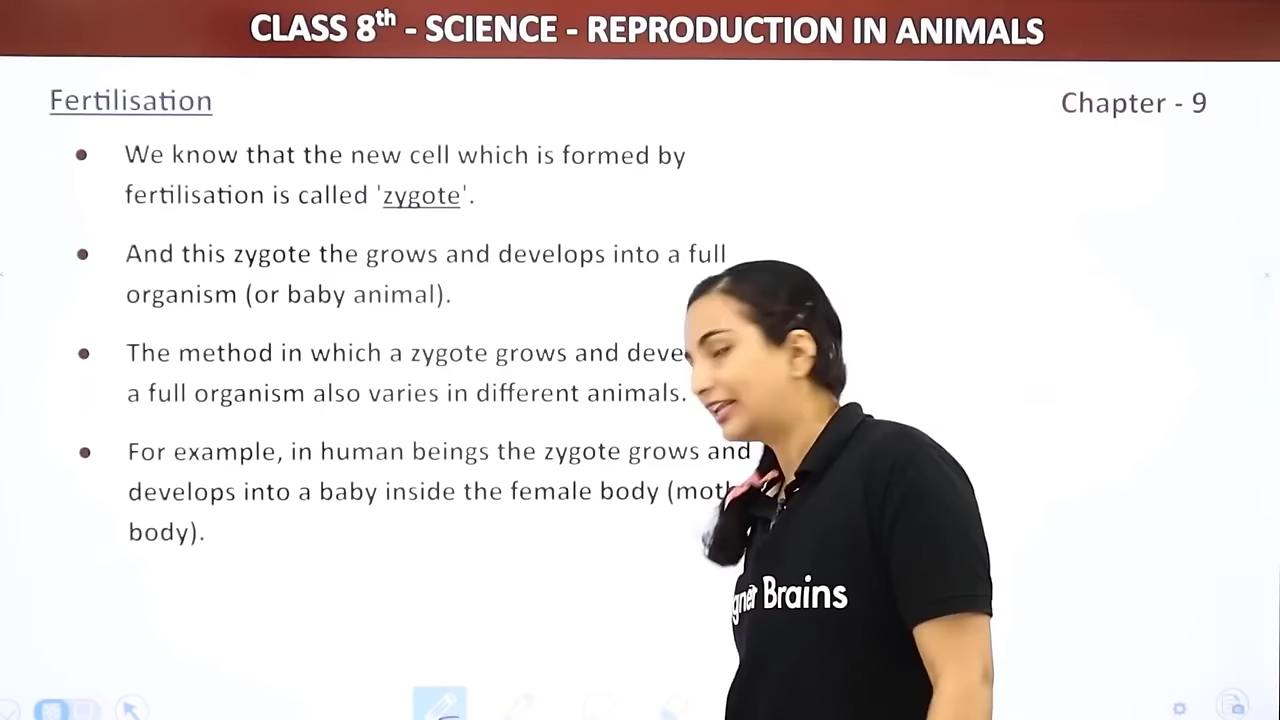 CLASS 8th - SCIENCE - REPRODUCTION IN ANIMALS
Fertilisation
Chapter - 9
We know that the new cell which is formed by
fertilisation is called 'zygote'.
And this zygote the grows and develops into a full
organism (or baby animal).
The method in which a zygote grows and
a full organism also varies in different animals.
For example, in human beings the zygote grows and
develops into a baby inside the female body
body).
Brains